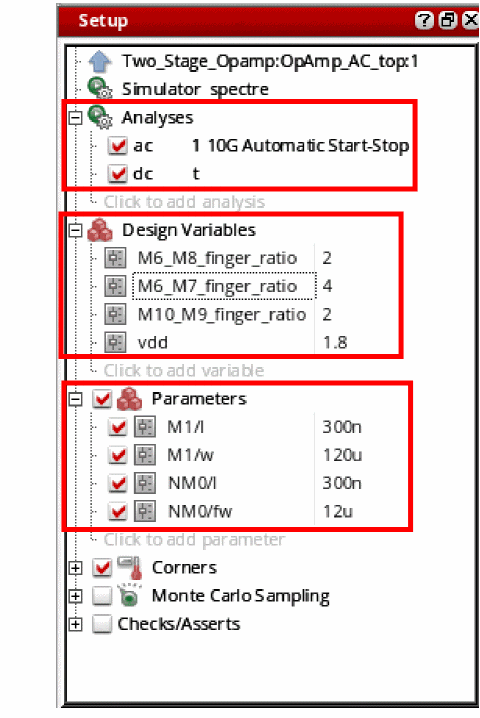 Setup
Two_Stage_Opamp:OpAmp_AC_top:1
Simulator spectre
Analyses
ac 1 10G Automatic Start-Stop
dc t
Click to add analysis
Design Variables
M6_M8_finger_ratio 2
M6_M7_finger_ratio 4
M10_M9_finger_ratio 2
vdd 1.8
Click to add variable
Parameters
M1/l 300n
M1/w 120u
NM0/l 300n
NM0/fw 12u
Click to add parameter
Corners
Monte Carlo Sampling
Checks/Asserts